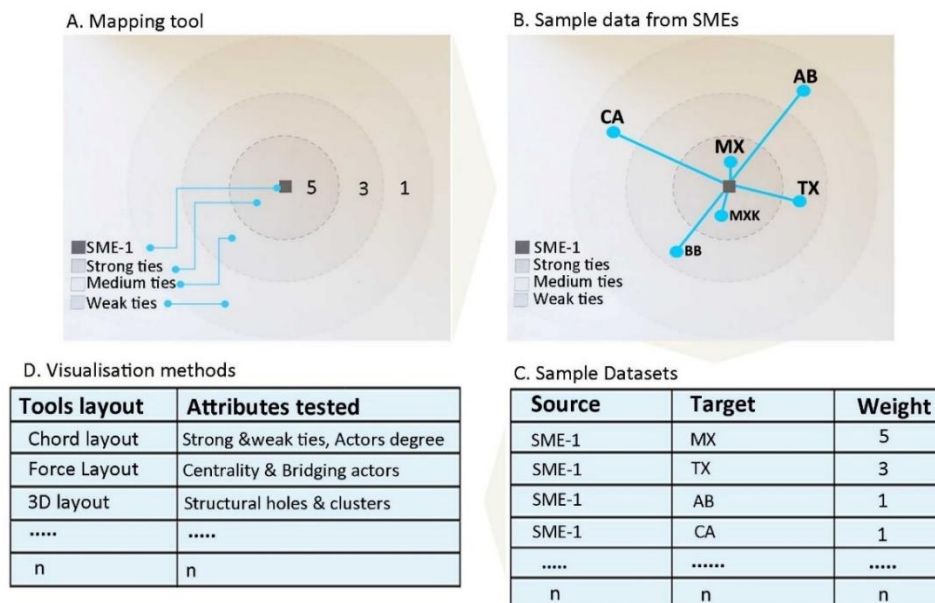 A. Mapping tool
5 3 1
SME-1
Strong ties
Medium ties
Weak ties
B. Sample data from SMEs
AB
CA
MX
TX
MXK
BB
SME-1
Strong ties
Medium ties
Weak ties
D. Visualisation methods
Tools layout Attributes tested
Chord layout Strong &weak ties, Actors degree
Force Layout Centrality & Bridging actors
3D layout Structural holes & clusters
..... .....
n n
C. Sample Datasets
Source Target Weight
SME-1 MX 5
SME-1 TX 3
SME-1 AB 1
SME-1 CA 1
..... ...... .....
n n n